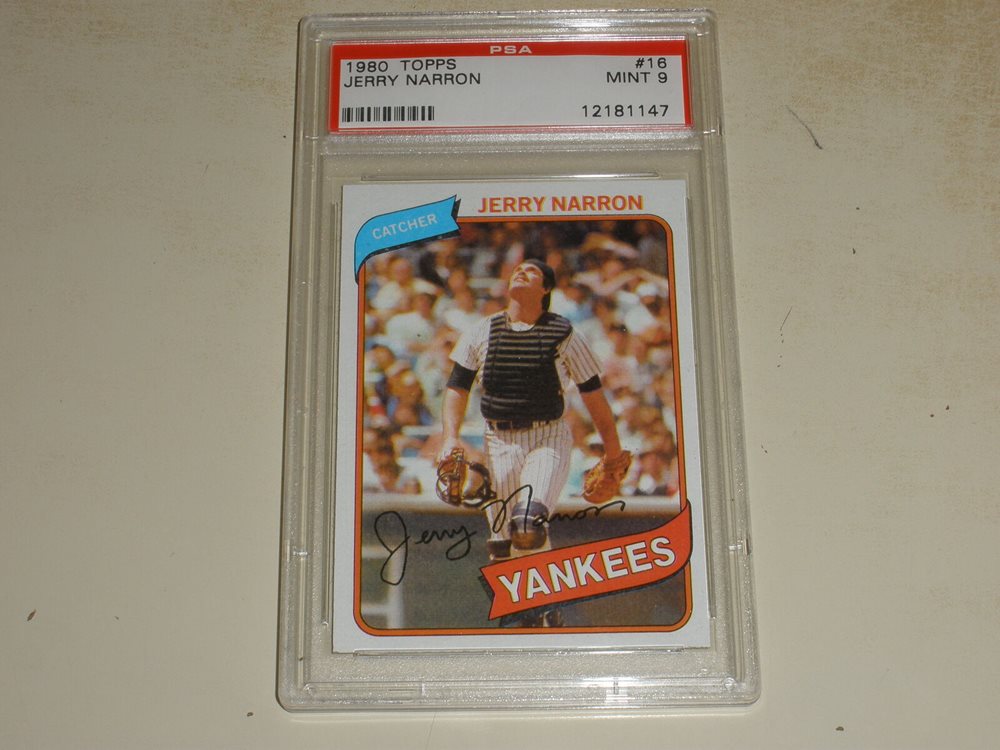 PSA
1980 TOPPS #16
JERRY NARRON MINT 9
12181147
CATCHER
JERRY NARRON
Jerry Narron
YANKEES